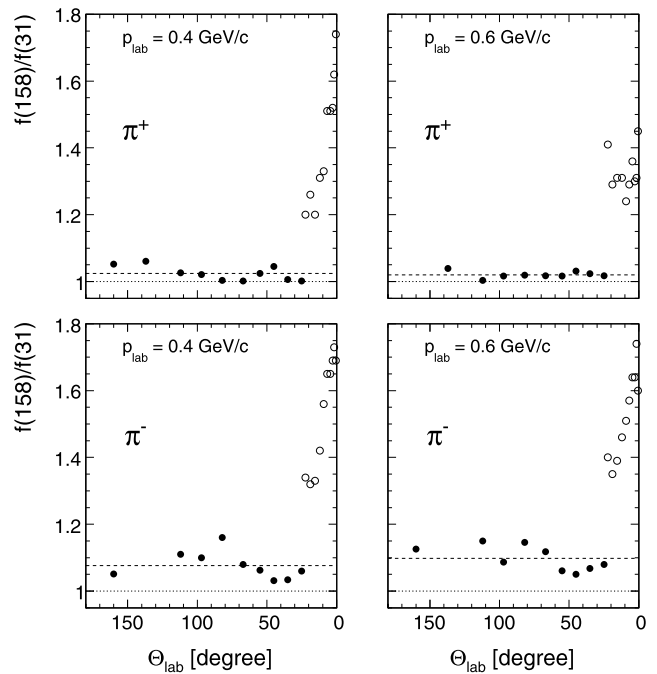 f(158)/f(31)
1.8
1.6
1.4
1.2
1
p_lab = 0.4 GeV/c
π⁺
p_lab = 0.6 GeV/c
π⁺
f(158)/f(31)
1.8
1.6
1.4
1.2
1
p_lab = 0.4 GeV/c
π⁻
p_lab = 0.6 GeV/c
π⁻
150 100 50 0 150 100 50 0
Θ_lab [degree] Θ_lab [degree]